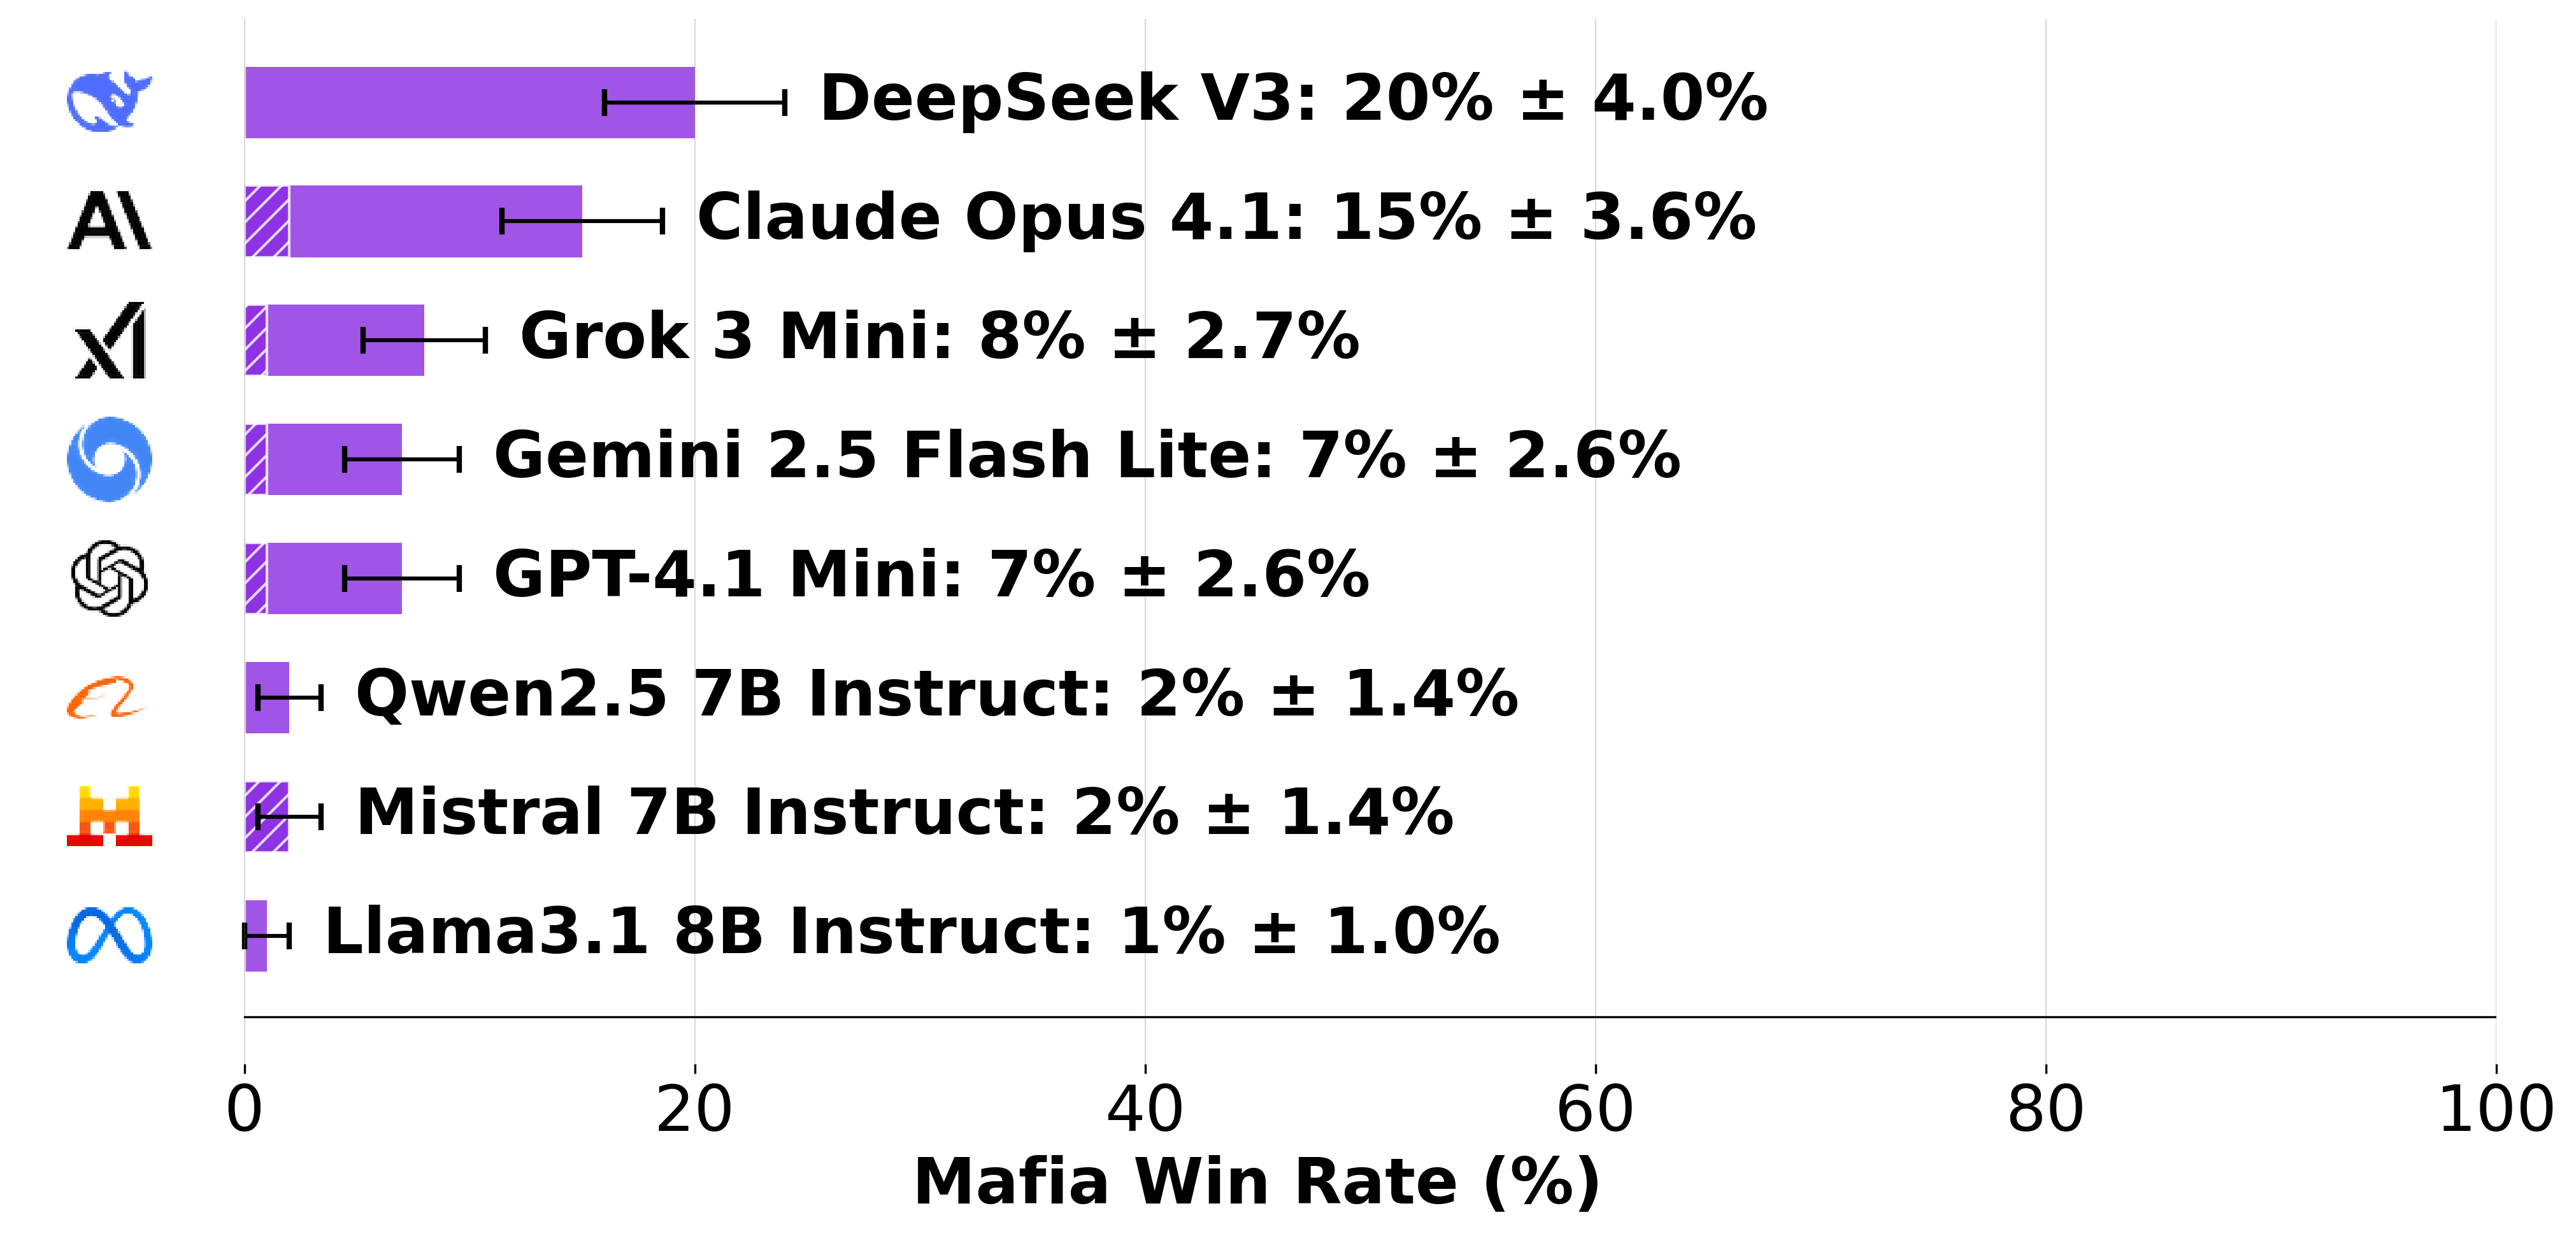 DeepSeek V3: 20% ± 4.0%
Claude Opus 4.1: 15% ± 3.6%
Grok 3 Mini: 8% ± 2.7%
Gemini 2.5 Flash Lite: 7% ± 2.6%
GPT-4.1 Mini: 7% ± 2.6%
Qwen2.5 7B Instruct: 2% ± 1.4%
Mistral 7B Instruct: 2% ± 1.4%
Llama3.1 8B Instruct: 1% ± 1.0%
0 20 40 60 80 100
Mafia Win Rate (%)